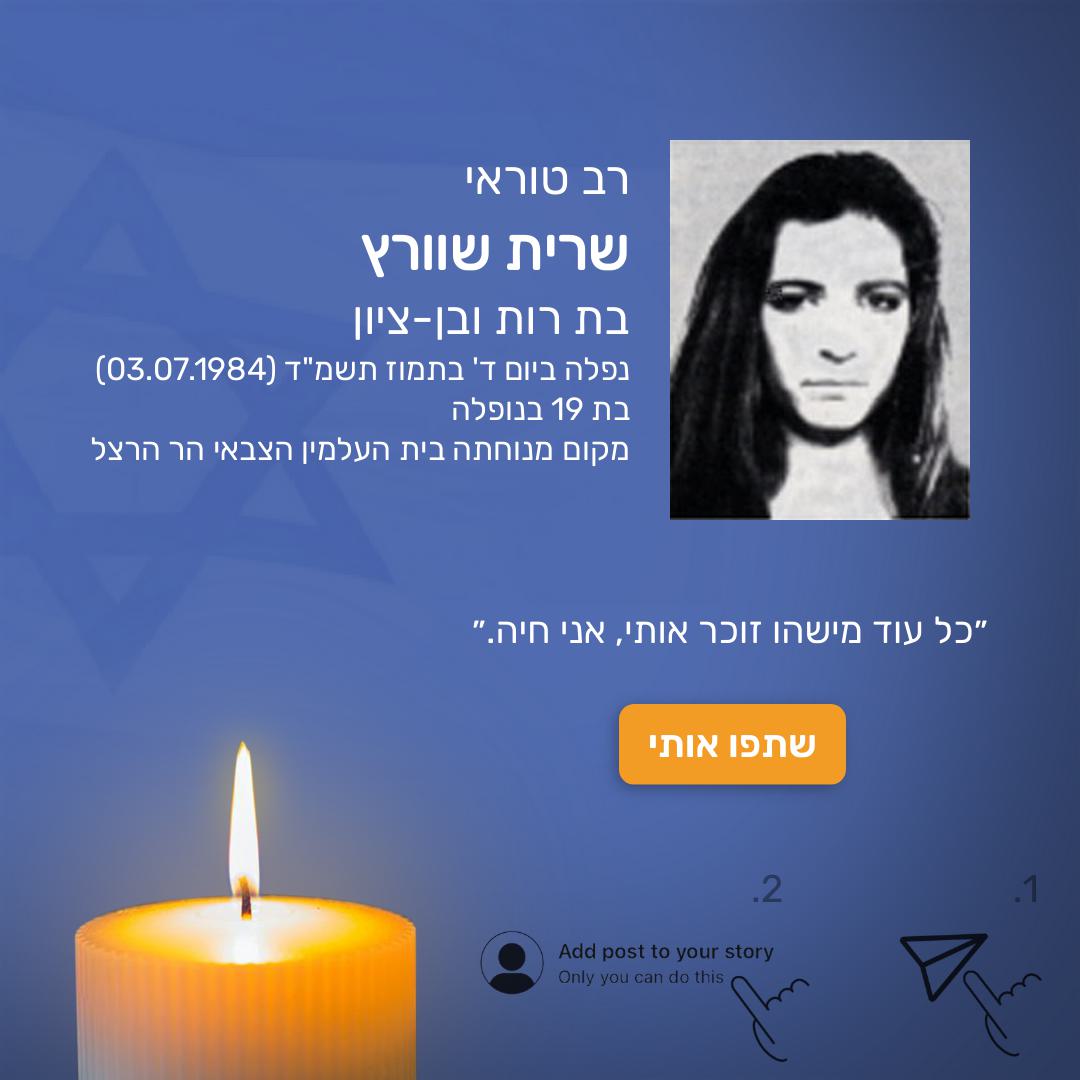 רב טוראי
שרית שוורץ
בת רות ובן-ציון
נפלה ביום ד' בתמוז תשמ"ד (03.07.1984)
בת 19 בנופלה
מקום מנוחתה בית העלמין הצבאי הר הרצל
״כל עוד מישהו זוכר אותי, אני חיה.״
שתפו אותי
.1
.2
Add post to your story
Only you can do this